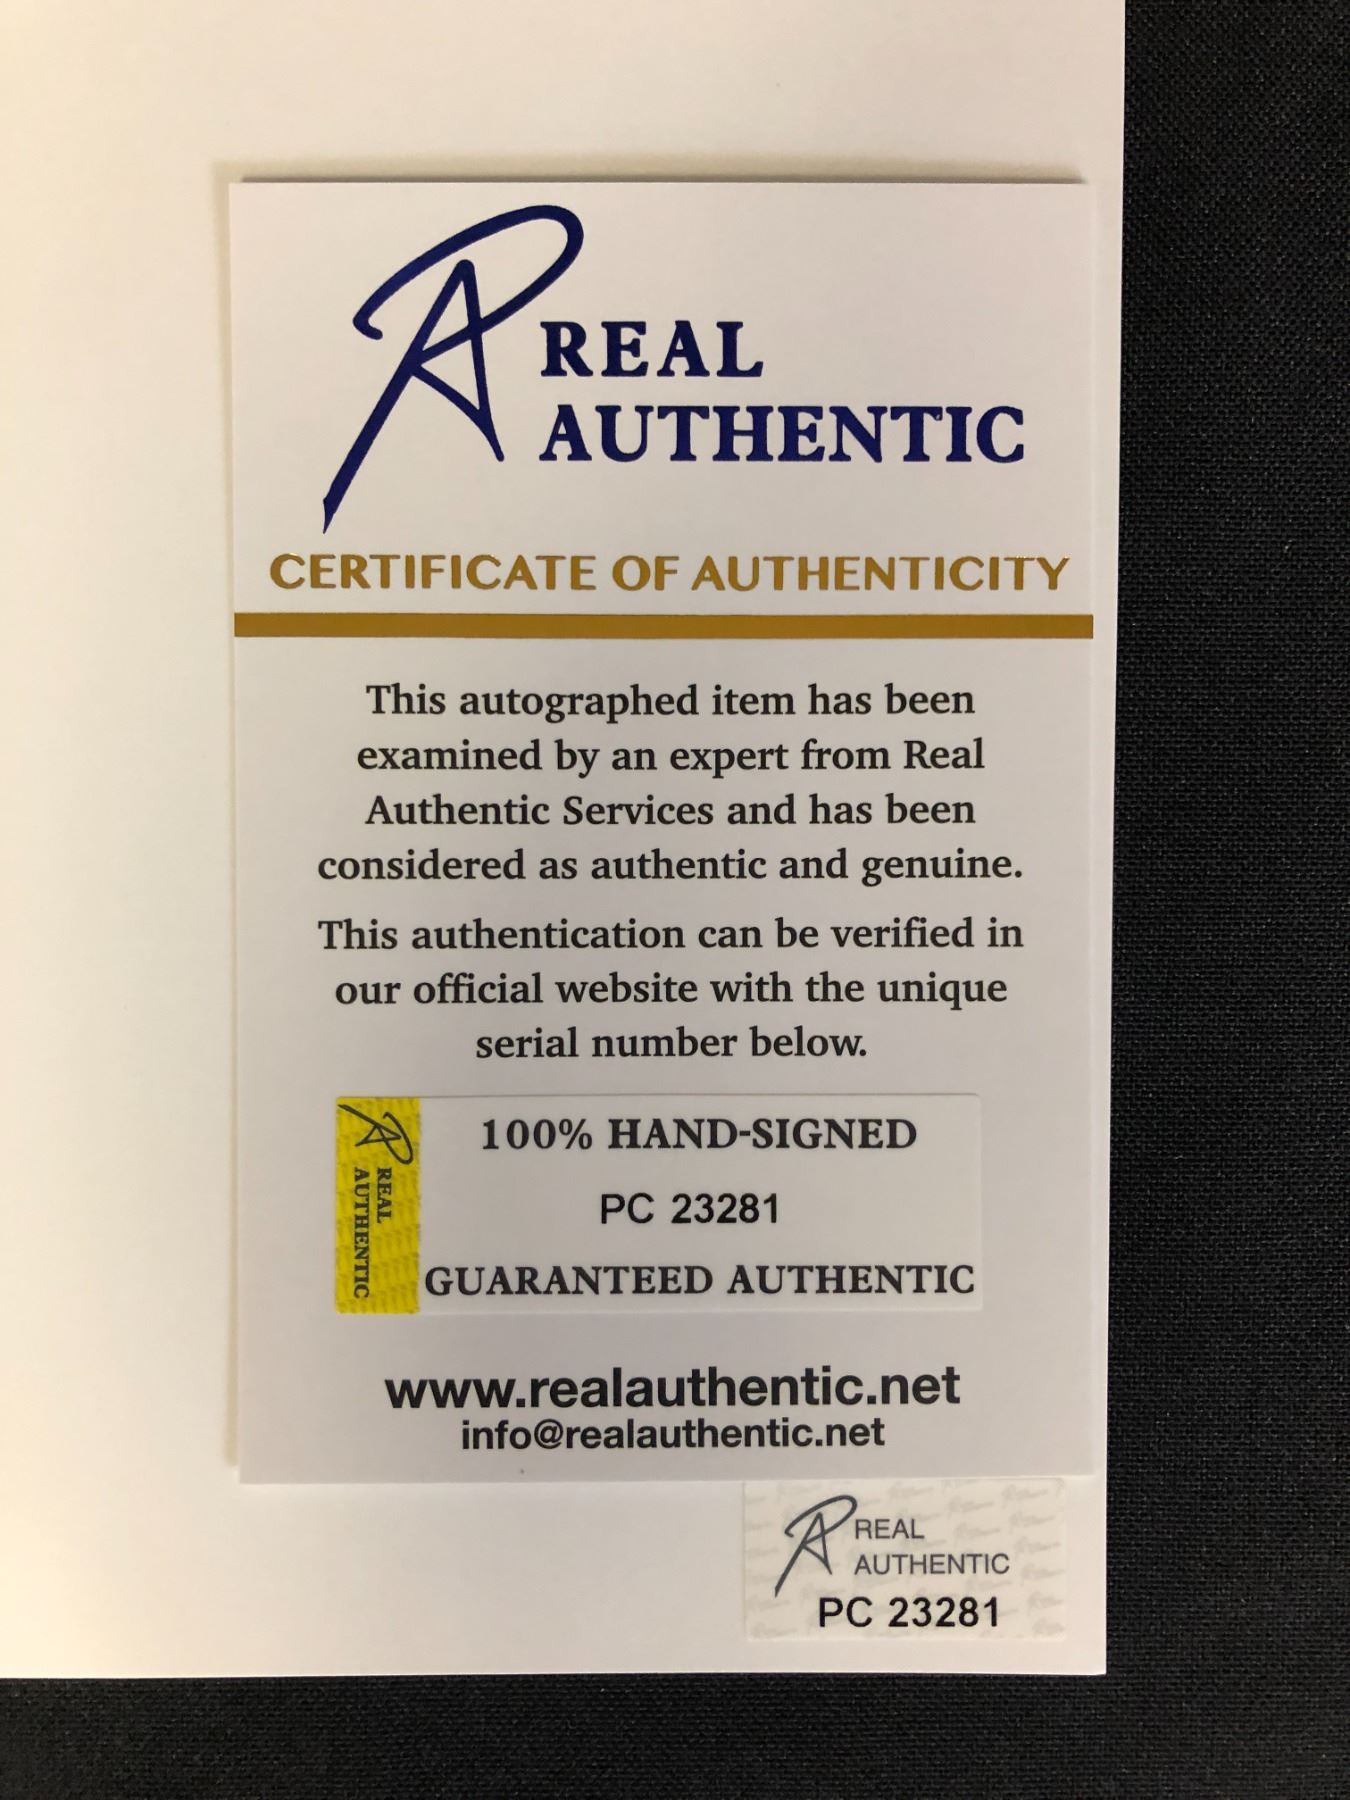 REAL
AUTHENTIC
CERTIFICATE OF AUTHENTICITY
This autographed item has been
examined by an expert from Real
Authentic Services and has been
considered as authentic and genuine.
This authentication can be verified in
our official website with the unique
serial number below.
REAL
AUTHENTIC
100% HAND-SIGNED
PC 23281
GUARANTEED AUTHENTIC
www.realauthentic.net
info@realauthentic.net
REAL
AUTHENTIC
PC 23281